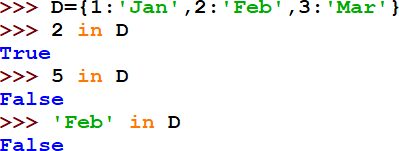 >>> D={1:'Jan',2:'Feb',3:'Mar'}
>>> 2 in D
True
>>> 5 in D
False
>>> 'Feb' in D
False